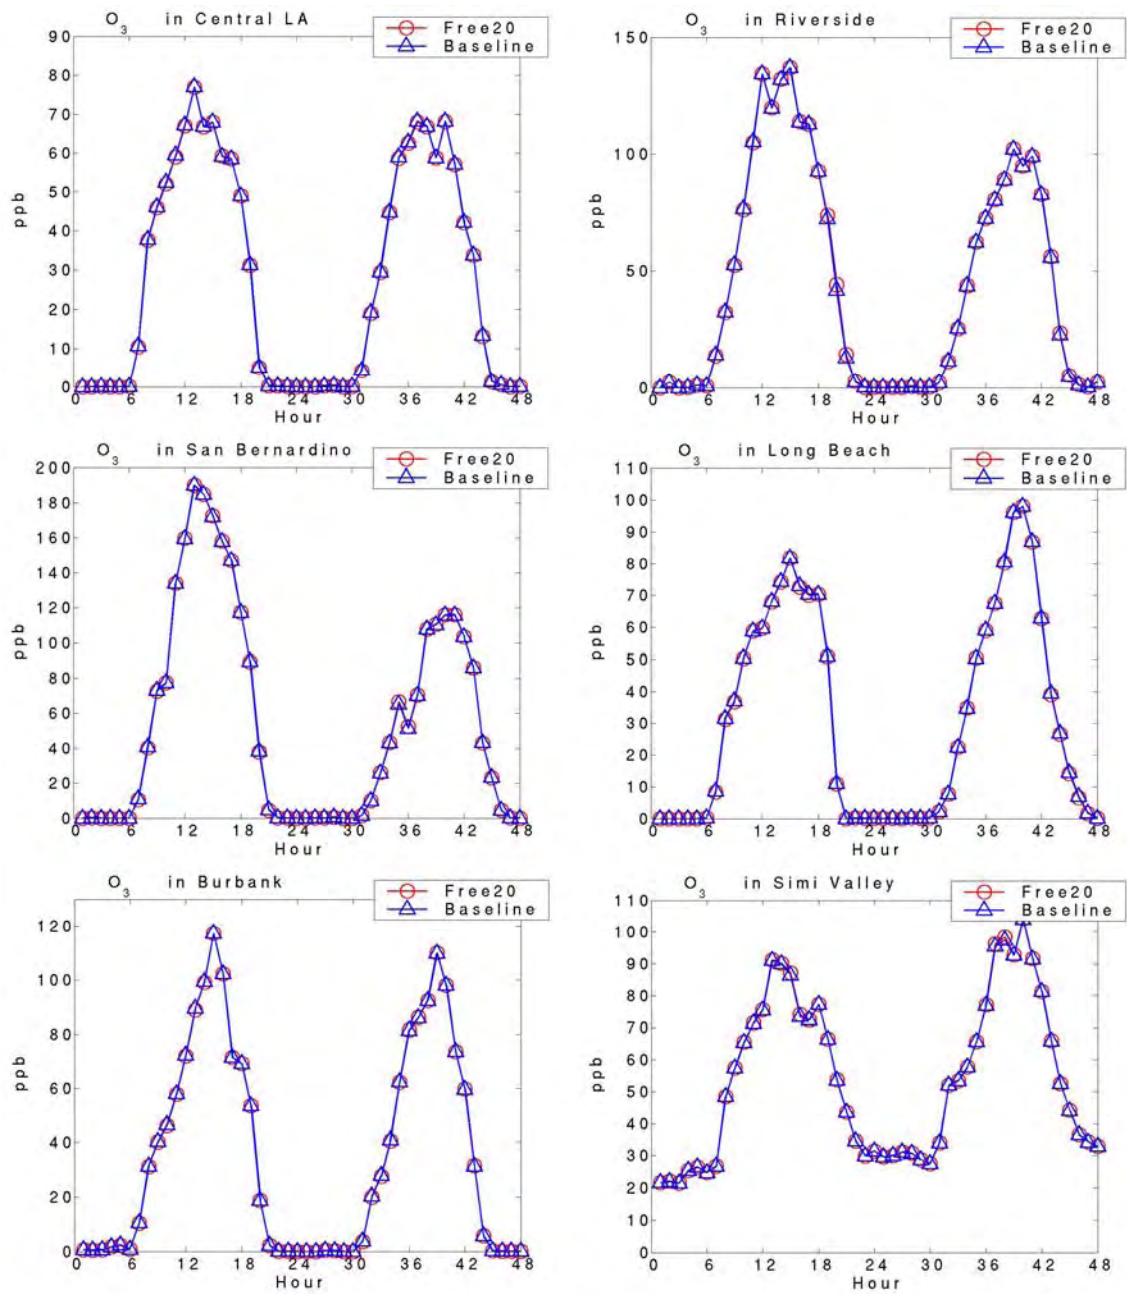 O3 in Central LA
Free20
Baseline
90
80
70
60
50
40
30
20
10
0
ppb
0 6 12 18 24 30 36 42 48
Hour
O3 in Riverside
Free20
Baseline
150
100
50
0
ppb
0 6 12 18 24 30 36 42 48
Hour
O3 in San Bernardino
Free20
Baseline
200
180
160
140
120
100
80
60
40
20
0
ppb
0 6 12 18 24 30 36 42 48
Hour
O3 in Long Beach
Free20
Baseline
110
100
90
80
70
60
50
40
30
20
10
0
ppb
0 6 12 18 24 30 36 42 48
Hour
O3 in Burbank
Free20
Baseline
120
100
80
60
40
20
0
ppb
0 6 12 18 24 30 36 42 48
Hour
O3 in Simi Valley
Free20
Baseline
110
100
90
80
70
60
50
40
30
20
10
0
ppb
0 6 12 18 24 30 36 42 48
Hour